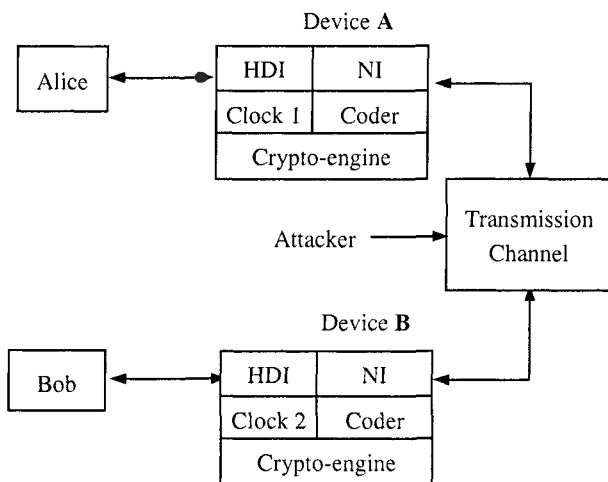 Device A
Alice
HDI NI
Clock 1 Coder
Crypto-engine
Attacker
Transmission
Channel
Device B
Bob
HDI NI
Clock 2 Coder
Crypto-engine